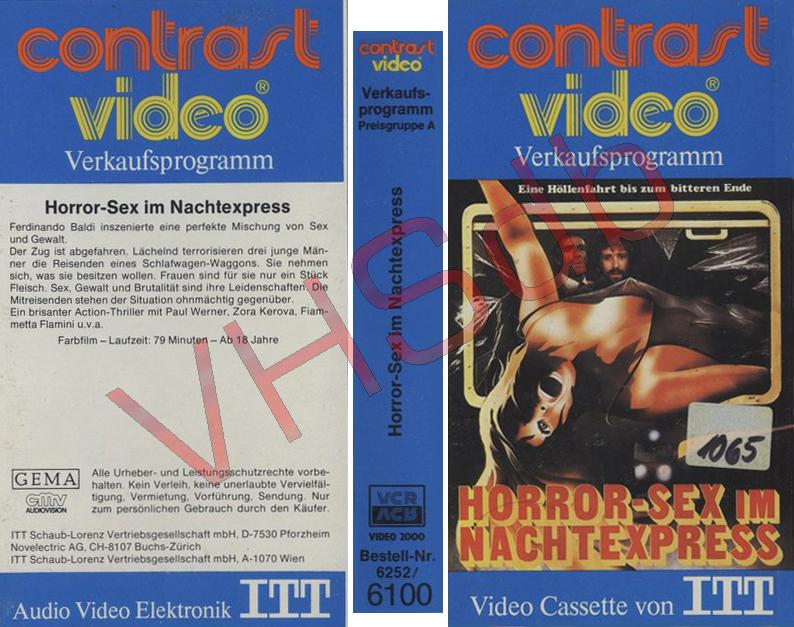 contrast
video®
Verkaufsprogramm
Horror-Sex im Nachtexpress
Ferdinando Baldi inszenierte eine perfekte Mischung von Sex
und Gewalt.
Der Zug ist abgefahren. Lächelnd terrorisieren drei junge Män-
ner die Reisenden eines Schlafwagen-Waggons. Sie nehmen
sich, was sie besitzen wollen. Frauen sind für sie nur ein Stück
Fleisch. Sex, Gewalt und Brutalität sind ihre Leidenschaften. Die
Mitreisenden stehen der Situation ohnmächtig gegenüber.
Ein brisanter Action-Thriller mit Paul Werner, Zora Kerova, Fiam-
metta Flamini u.v.a.
Farbfilm – Laufzeit: 79 Minuten – Ab 18 Jahre
GEMA
cmv
AUDIOVISION
Alle Urheber- und Leistungsschutzrechte vorbe-
halten. Kein Verleih, keine unerlaubte Vervielfäl-
tigung, Vermietung, Vorführung, Sendung. Nur
zum persönlichen Gebrauch durch den Käufer.
ITT Schaub-Lorenz Vertriebsgesellschaft mbH, D-7530 Pforzheim
Novelectric AG, CH-8107 Buchs-Zürich
ITT Schaub-Lorenz Vertriebsgesellschaft mbH, A-1070 Wien
Audio Video Elektronik ITT
contrast
video®
Verkaufs-
programm
Preisgruppe A
Horror-Sex im Nachtexpress
VCR
VIDEO 2000
Bestell-Nr.
6252/
6100
contrast
video®
Verkaufsprogramm
Eine Höllenfahrt bis zum bitteren Ende
1065
HORROR-SEX IM
NACHTEXPRESS
Video Cassette von ITT
VHSdb